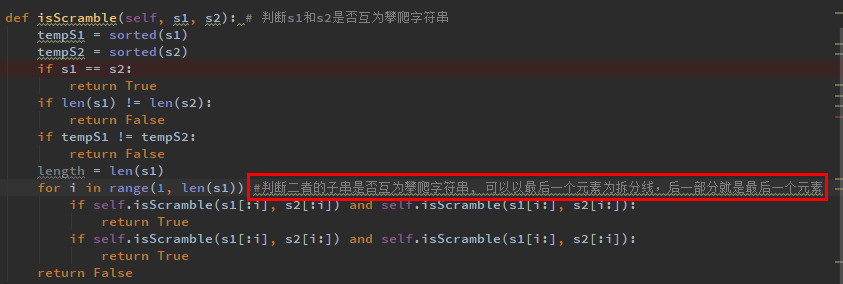 def isScramble(self, s1, s2): # 判断s1和s2是否互为攀爬字符串
tempS1 = sorted(s1)
tempS2 = sorted(s2)
if s1 == s2:
return True
if len(s1) != len(s2):
return False
if tempS1 != tempS2:
return False
length = len(s1)
for i in range(1, len(s1)) #判断二者的子串是否互为攀爬字符串, 可以以最后一个元素为拆分线，后一部分就是最后一个元素
if self.isScramble(s1[:i], s2[:i]) and self.isScramble(s1[i:], s2[i:]):
return True
if self.isScramble(s1[:i], s2[i:]) and self.isScramble(s1[i:], s2[:i]):
return True
return False